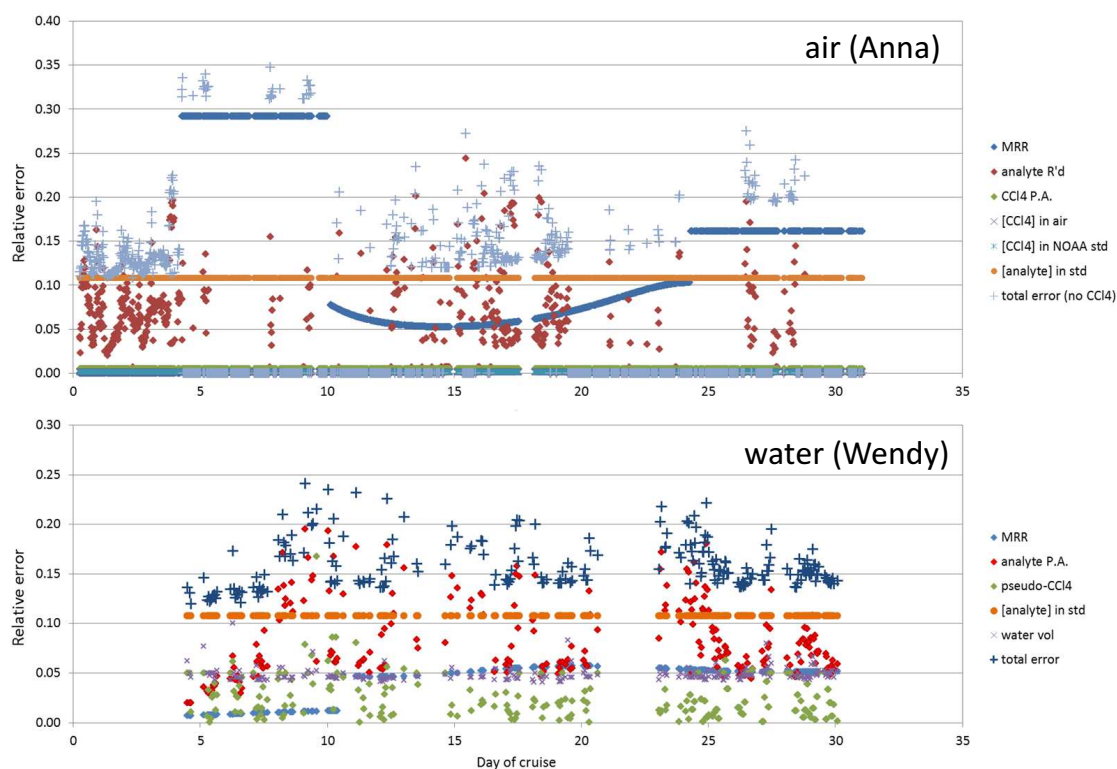 air (Anna)
Relative error
0.40
0.35
0.30
0.25
0.20
0.15
0.10
0.05
0.00
0 5 10 15 20 25 30 35
MRR
analyte R'd
CCl4 P.A.
[CCl4] in air
[CCl4] in NOAA std
[analyte] in std
total error (no CCl4)
water (Wendy)
Relative error
0.30
0.25
0.20
0.15
0.10
0.05
0.00
0 5 10 15 20 25 30 35
Day of cruise
MRR
analyte P.A.
pseudo-CCl4
[analyte] in std
water vol
total error